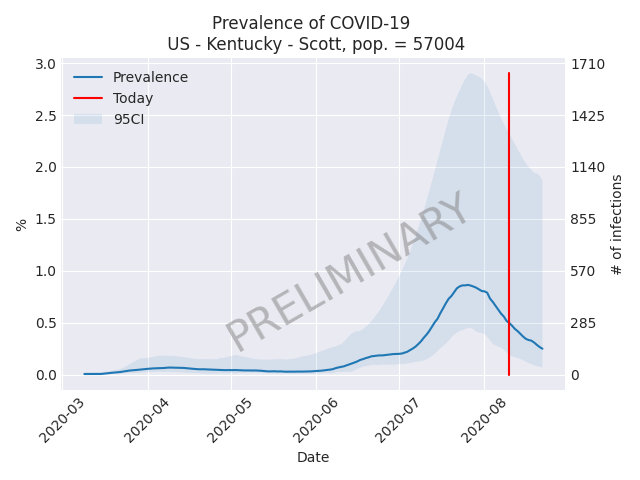 Prevalence of COVID-19
US - Kentucky - Scott, pop. = 57004
Prevalence
Today
95CI
3.0
2.5
2.0
1.5
1.0
0.5
0.0
%
1710
1425
1140
855
570
285
0
# of infections
PRELIMINARY
2020-03
2020-04
2020-05
2020-06
2020-07
2020-08
Date